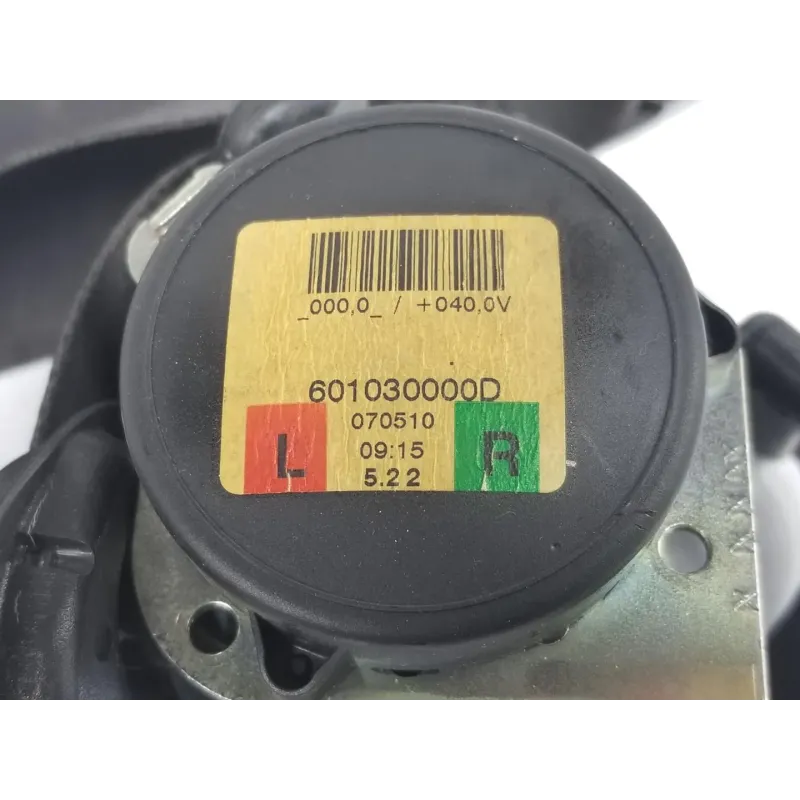 _000,0_ / +040,0V
601030000D
070510
L 09:15 R
5.22